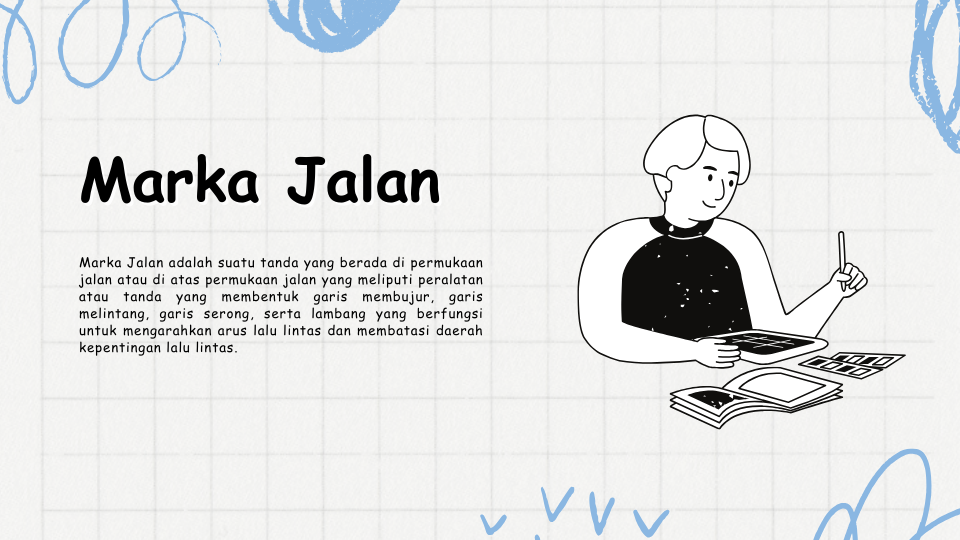 Marka Jalan
Marka Jalan adalah suatu tanda yang berada di permukaan
jalan atau di atas permukaan jalan yang meliputi peralatan
atau tanda yang membentuk garis membujur, garis
melintang, garis serong, serta lambang yang berfungsi
untuk mengarahkan arus lalu lintas dan membatasi daerah
kepentingan lalu lintas.